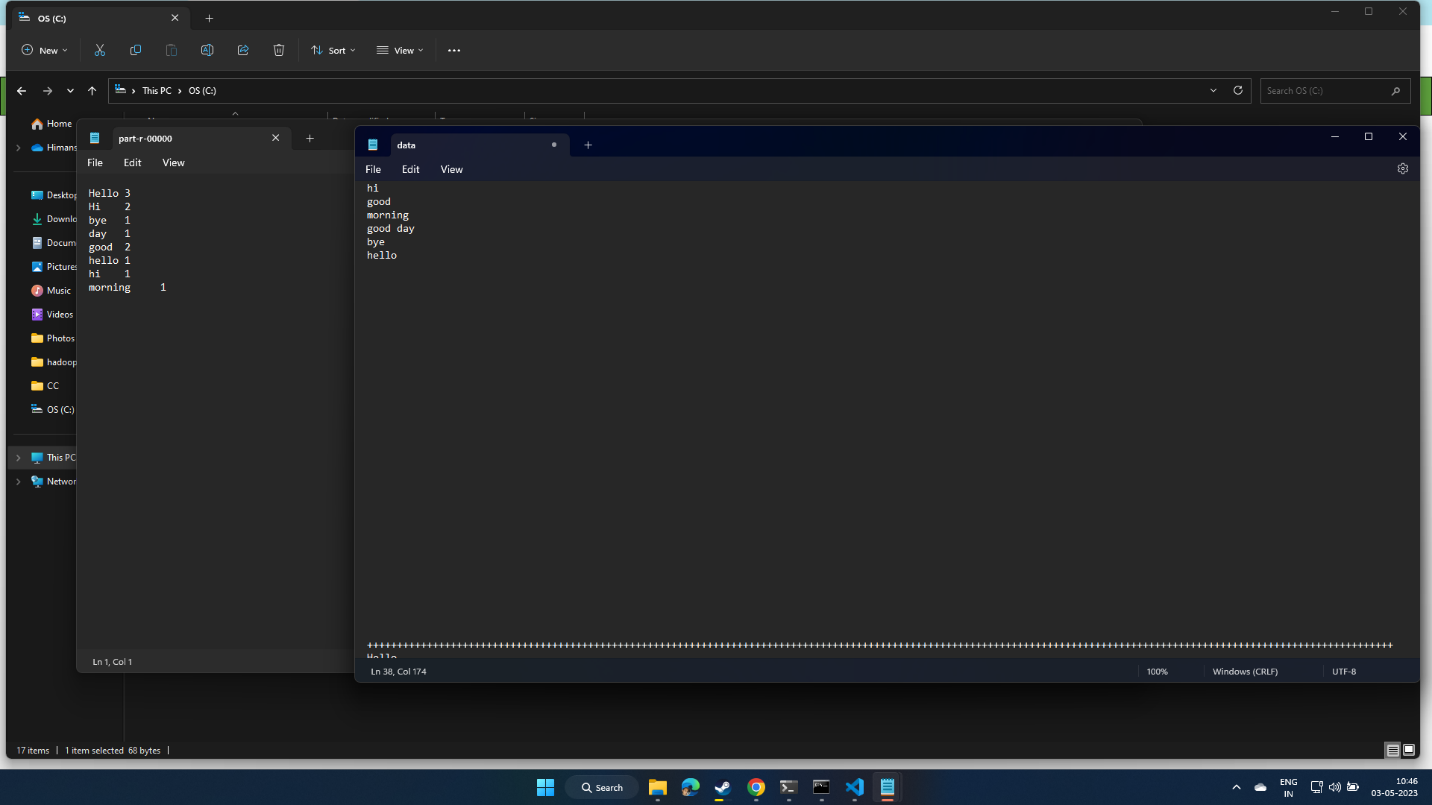 OS (C:)
New
Sort
View
This PC
OS (C:)
Search OS (C:)
Home
Himans
Desktop
Downlo
Docum
Pictures
Music
Videos
Photos
hadoop
CC
OS (C:)
This PC
Networ
part-r-00000
File Edit View
Hello 3
Hi 2
bye 1
day 1
good 2
hello 1
hi 1
morning 1
Ln 1, Col 1
data
File Edit View
hi
good
morning
good day
bye
hello
Hello
Ln 38, Col 174
100%
Windows (CRLF)
UTF-8
17 items 1 item selected 68 bytes
Search
ENG
IN
10:46
03-05-2023